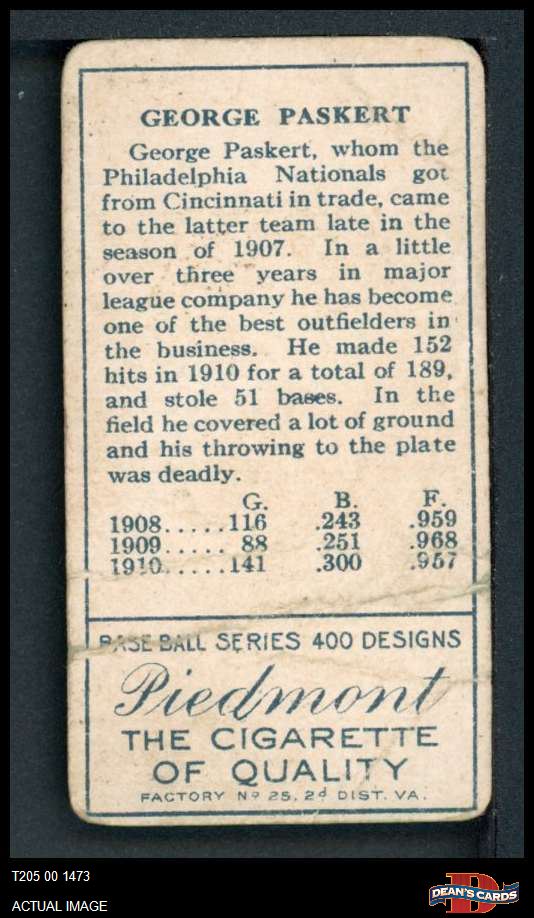 GEORGE PASKERT
George Paskert, whom the
Philadelphia Nationals got
from Cincinnati in trade, came
to the latter team late in the
season of 1907. In a little
over three years in major
league company he has become
one of the best outfielders in
the business. He made 152
hits in 1910 for a total of 189,
and stole 51 bases. In the
field he covered a lot of ground
and his throwing to the plate
was deadly.
G. B. F.
1908.....116 .243 .959
1909..... 88 .251 .968
1910.....141 .300 .957
BASE BALL SERIES 400 DESIGNS
Piedmont
THE CIGARETTE
OF QUALITY
FACTORY Nº 25, 2d DIST. VA.
T205 00 1473
ACTUAL IMAGE
D
DEAN'S CARDS